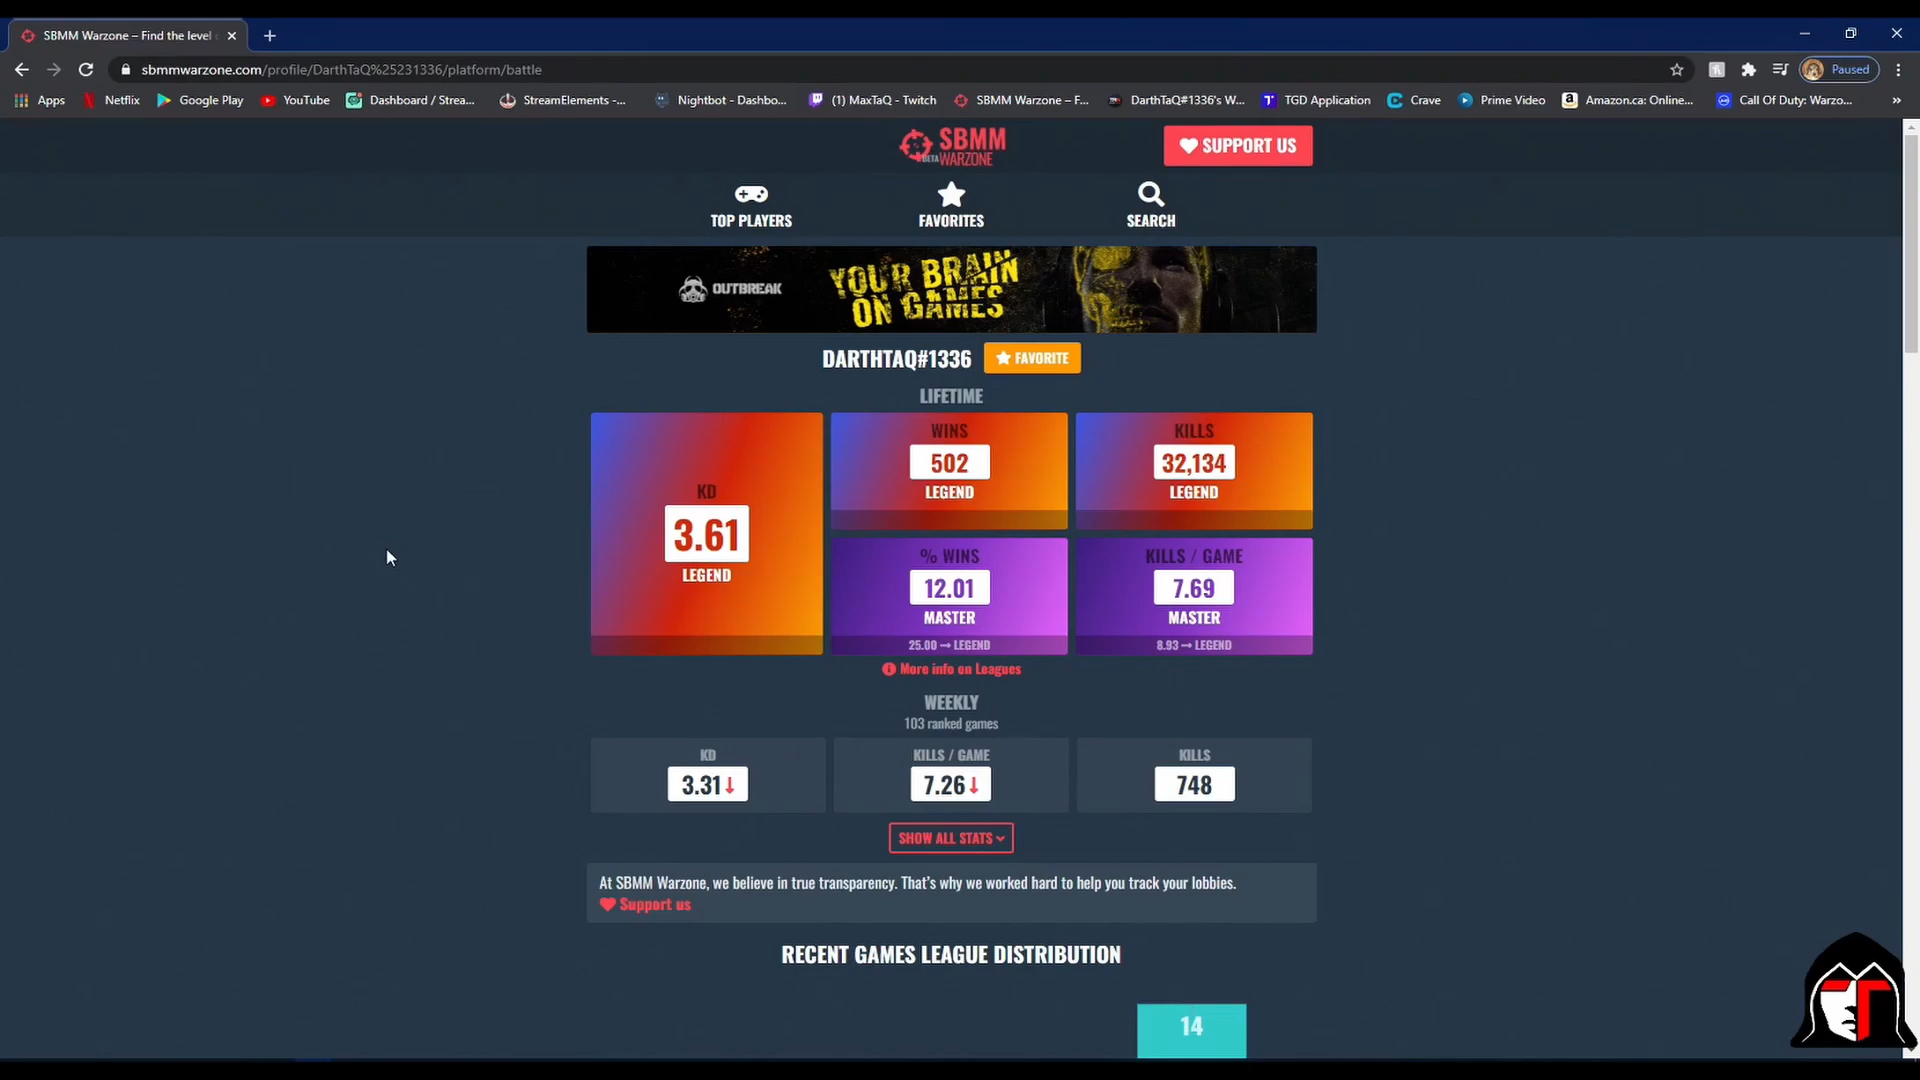 SBMM Warzone – Find the level
sbmmwarzone.com/profile/DarthTaQ%25231336/platform/battle
Paused
Apps
Netflix
Google Play
YouTube
Dashboard / Strea...
StreamElements -...
Nightbot - Dashbo...
(1) MaxTaQ - Twitch
SBMM Warzone – F...
DarthTaQ#1336's W...
TGD Application
Crave
Prime Video
Amazon.ca: Online...
Call Of Duty: Warzo...
SBMM
BETA WARZONE
SUPPORT US
TOP PLAYERS
FAVORITES
SEARCH
OUTBREAK
YOUR BRAIN
ON GAMES
DARTHTAQ#1336
FAVORITE
LIFETIME
KD
3.61
LEGEND
WINS
502
LEGEND
KILLS
32,134
LEGEND
% WINS
12.01
MASTER
25.00 → LEGEND
KILLS / GAME
7.69
MASTER
8.93 → LEGEND
More info on Leagues
WEEKLY
103 ranked games
KD
3.31↓
KILLS / GAME
7.26↓
KILLS
748
SHOW ALL STATS
At SBMM Warzone, we believe in true transparency. That's why we worked hard to help you track your lobbies.
Support us
RECENT GAMES LEAGUE DISTRIBUTION
14